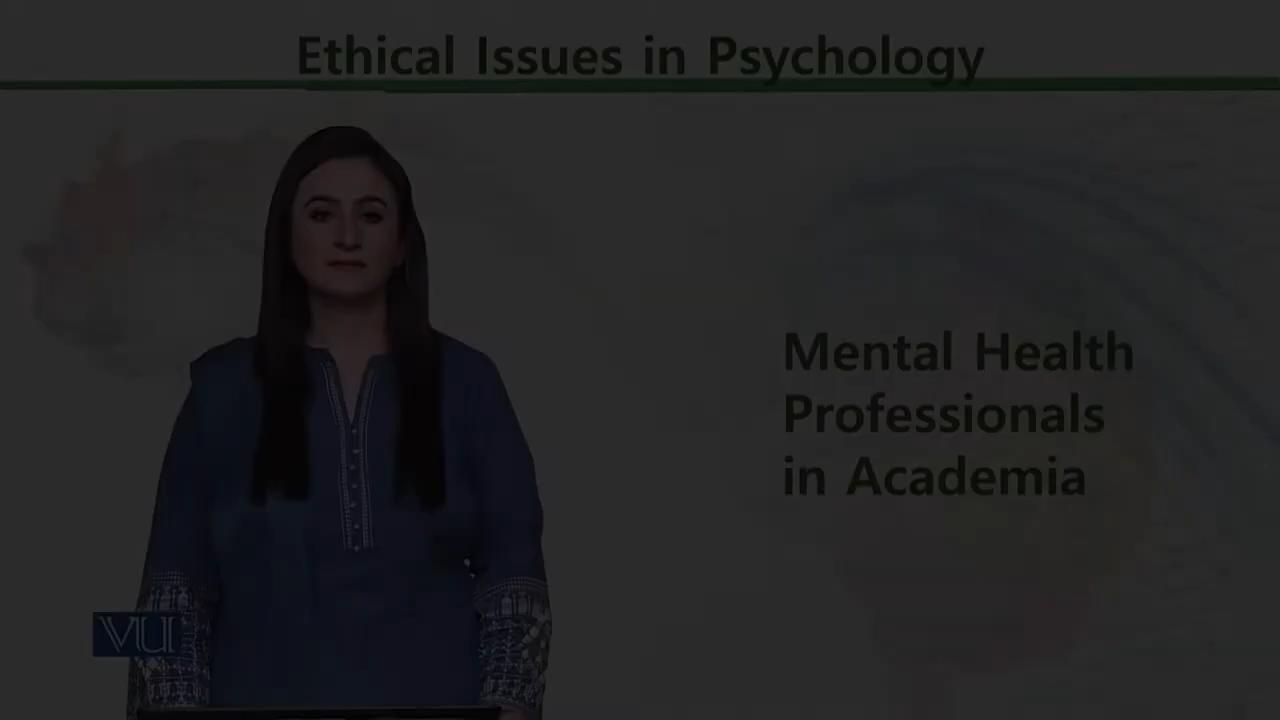 Ethical Issues in Psychology
Mental Health
Professionals
in Academia
VU